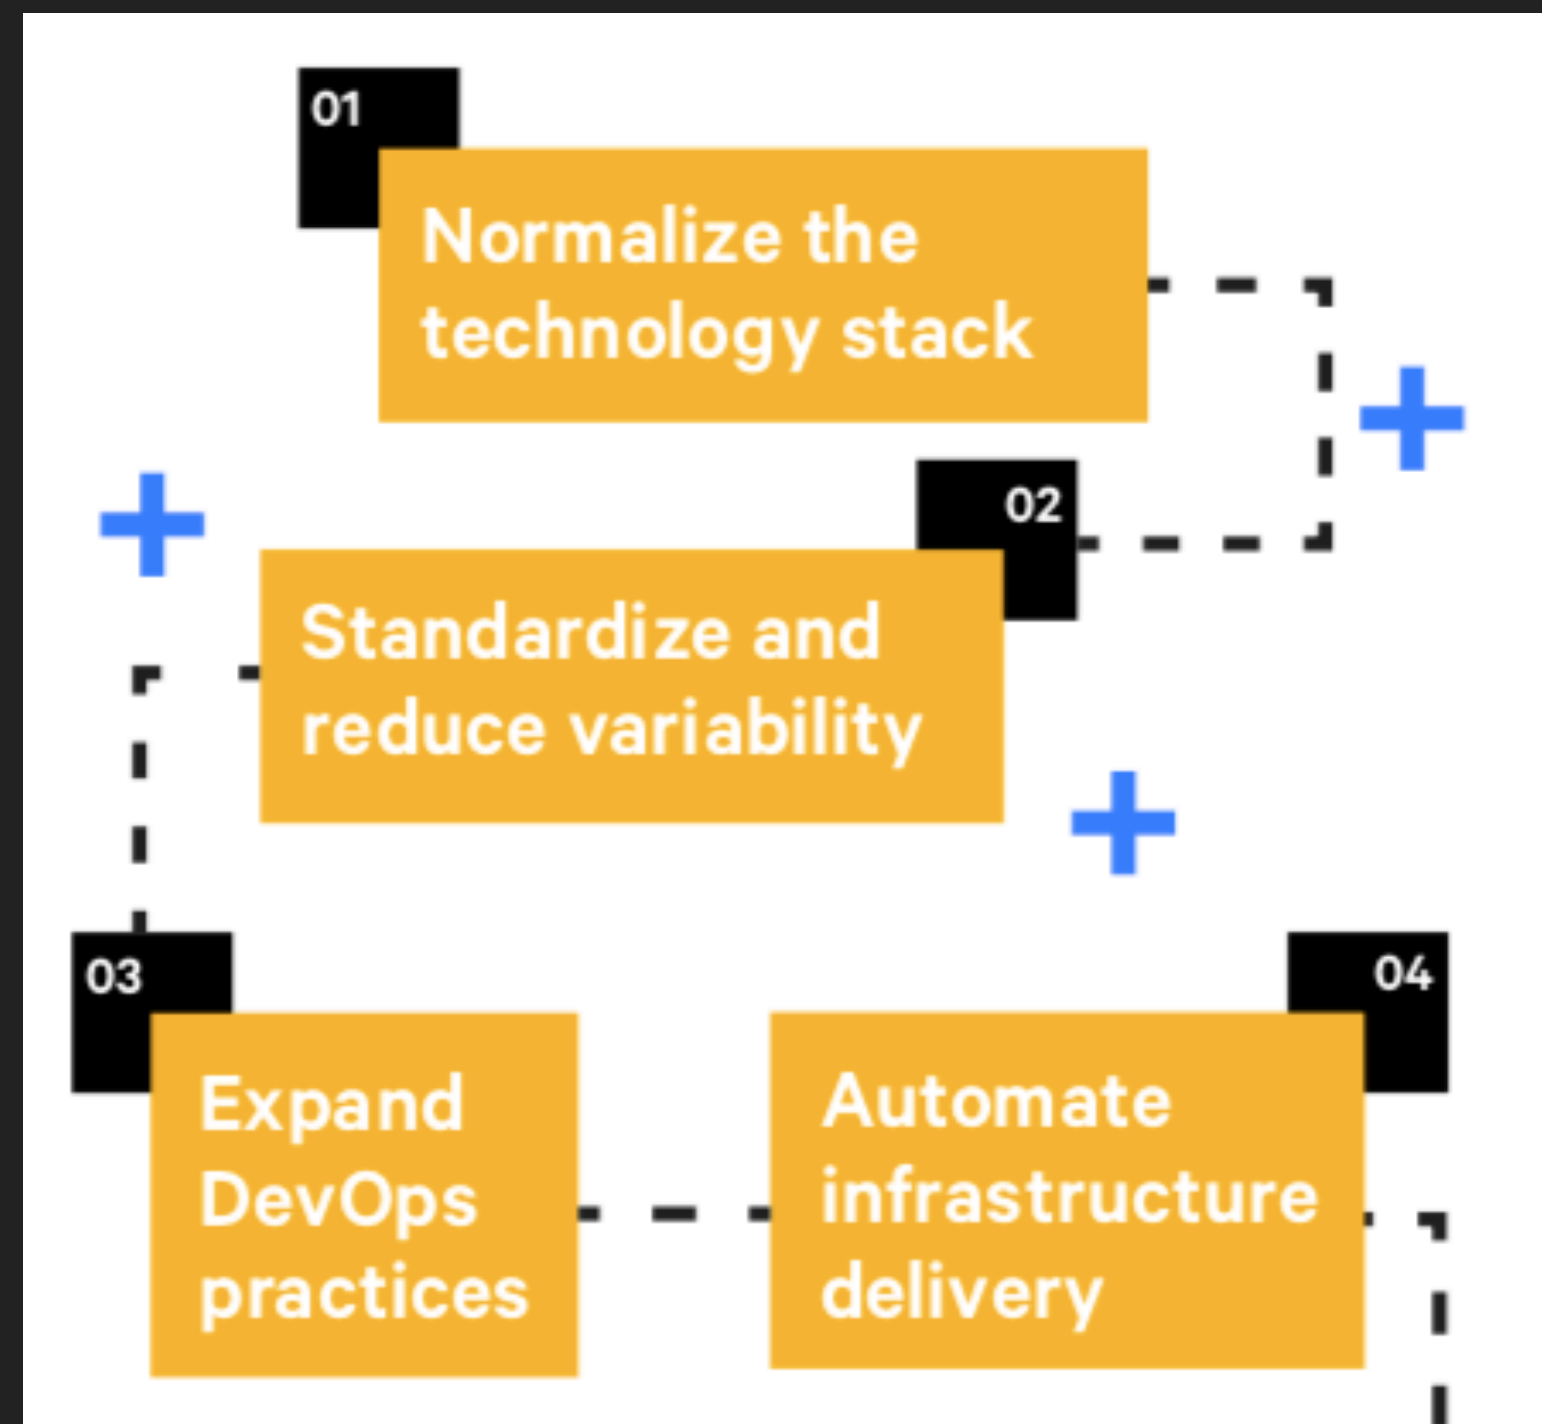 01
Normalize the
technology stack
02
Standardize and
reduce variability
03
Expand
DevOps
practices
04
Automate
infrastructure
delivery